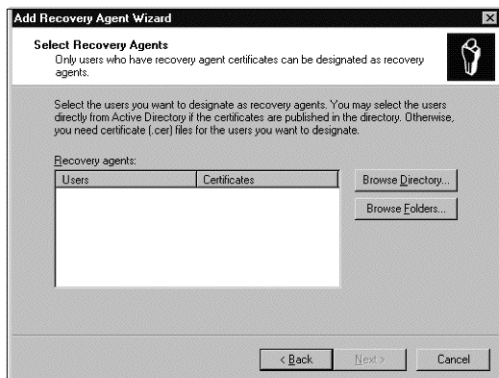 Add Recovery Agent Wizard
Select Recovery Agents
Only users who have recovery agent certificates can be designated as recovery
agents.
Select the users you want to designate as recovery agents. You may select the users
directly from Active Directory if the certificates are published in the directory. Otherwise,
you need certificate (.cer) files for the users you want to designate.
Recovery agents:
Users Certificates
Browse Directory...
Browse Folders...
< Back Next > Cancel